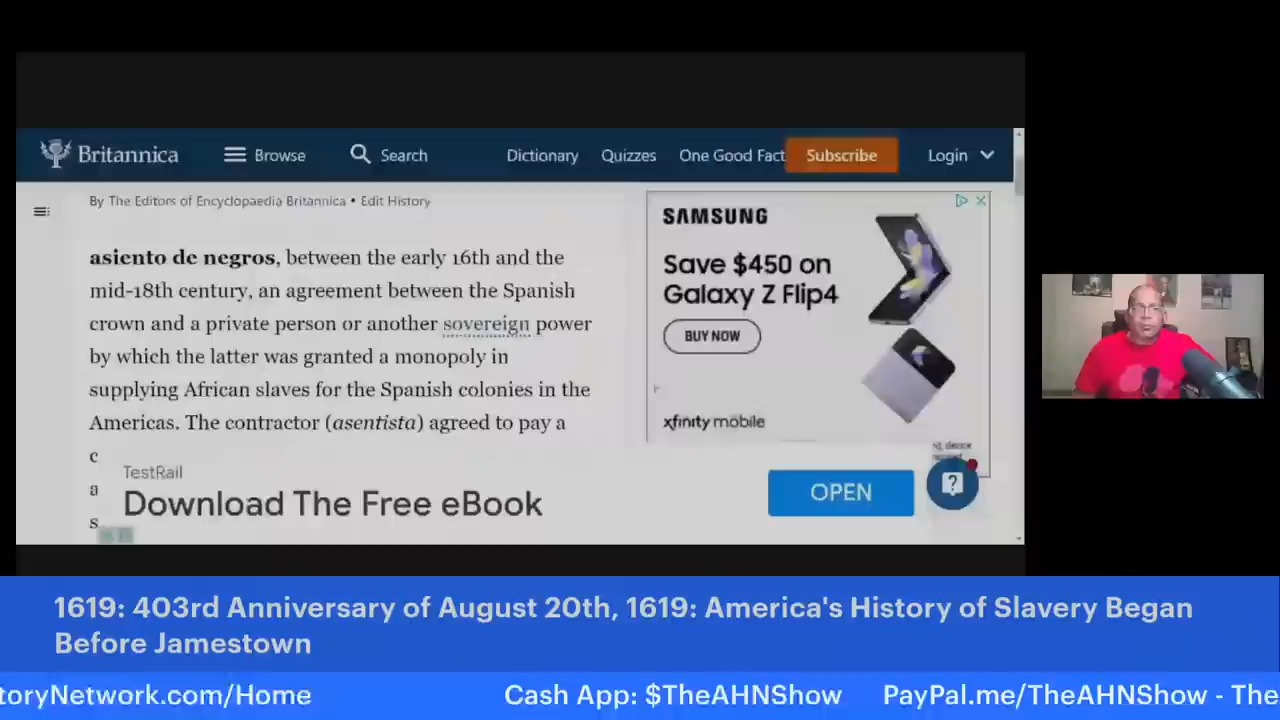 Britannica
Browse
Search
Dictionary
Quizzes
One Good Fact
Subscribe
Login
By The Editors of Encyclopaedia Britannica • Edit History
asiento de negros, between the early 16th and the
mid-18th century, an agreement between the Spanish
crown and a private person or another sovereign power
by which the latter was granted a monopoly in
supplying African slaves for the Spanish colonies in the
Americas. The contractor (asentista) agreed to pay a
c
a
s
SAMSUNG
Save $450 on
Galaxy Z Flip4
BUY NOW
xfinity mobile
TestRail
Download The Free eBook
OPEN
?
1619: 403rd Anniversary of August 20th, 1619: America's History of Slavery Began
Before Jamestown
toryNetwork.com/Home
Cash App: $TheAHNShow
PayPal.me/TheAHNShow - The